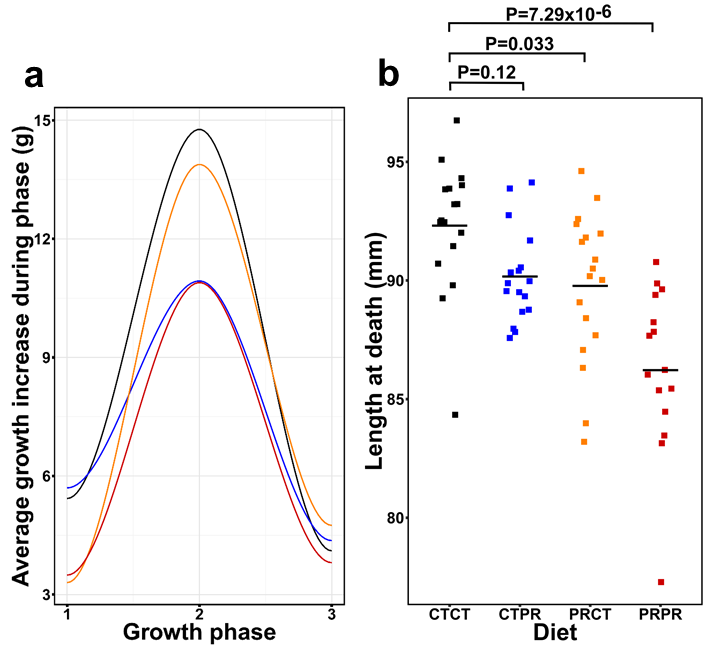 P=7.29x10-6
P=0.033
P=0.12
a
b
Average growth increase during phase (g)
15
12
9
6
3
1 2 3
Growth phase
Length at death (mm)
95
90
85
80
CTCT CTPR PRCT PRPR
Diet